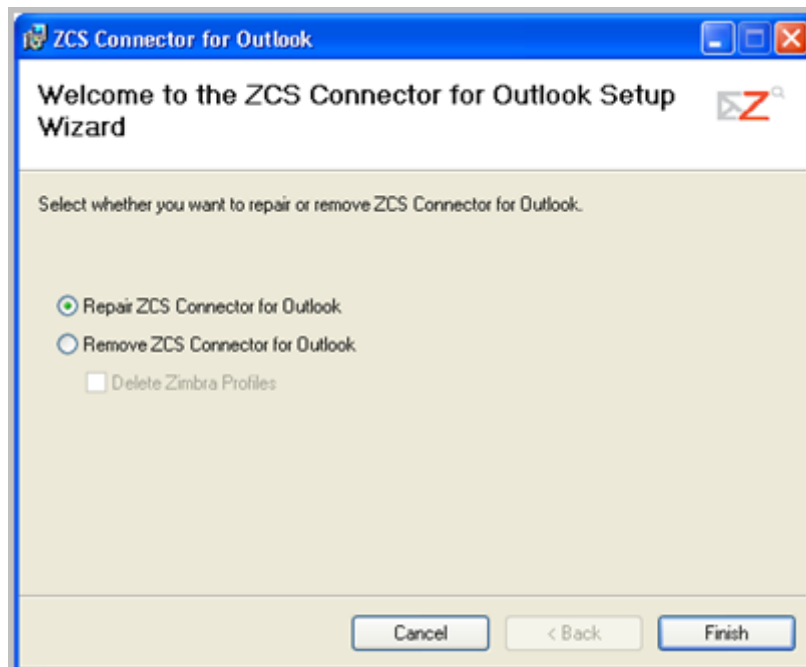 ZCS Connector for Outlook
Welcome to the ZCS Connector for Outlook Setup
Wizard
Z
Select whether you want to repair or remove ZCS Connector for Outlook.
Repair ZCS Connector for Outlook
Remove ZCS Connector for Outlook
Delete Zimbra Profiles
Cancel
< Back
Finish